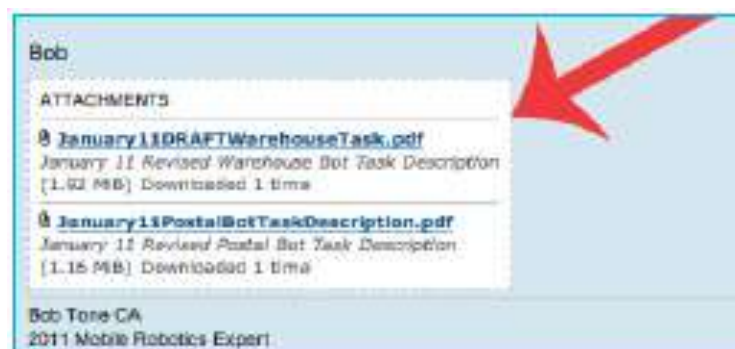 Bob
ATTACHMENTS
January11DRAFTWarehouseTask.pdf
January 11 Revised Warehouse Bot Task Description
[1.92 MiB] Downloaded 1 time
January11PostalBotTaskDescription.pdf
January 11 Revised Postal Bot Task Description
[1.16 MiB] Downloaded 1 time
Bob Tone CA
2011 Mobile Robotics Expert